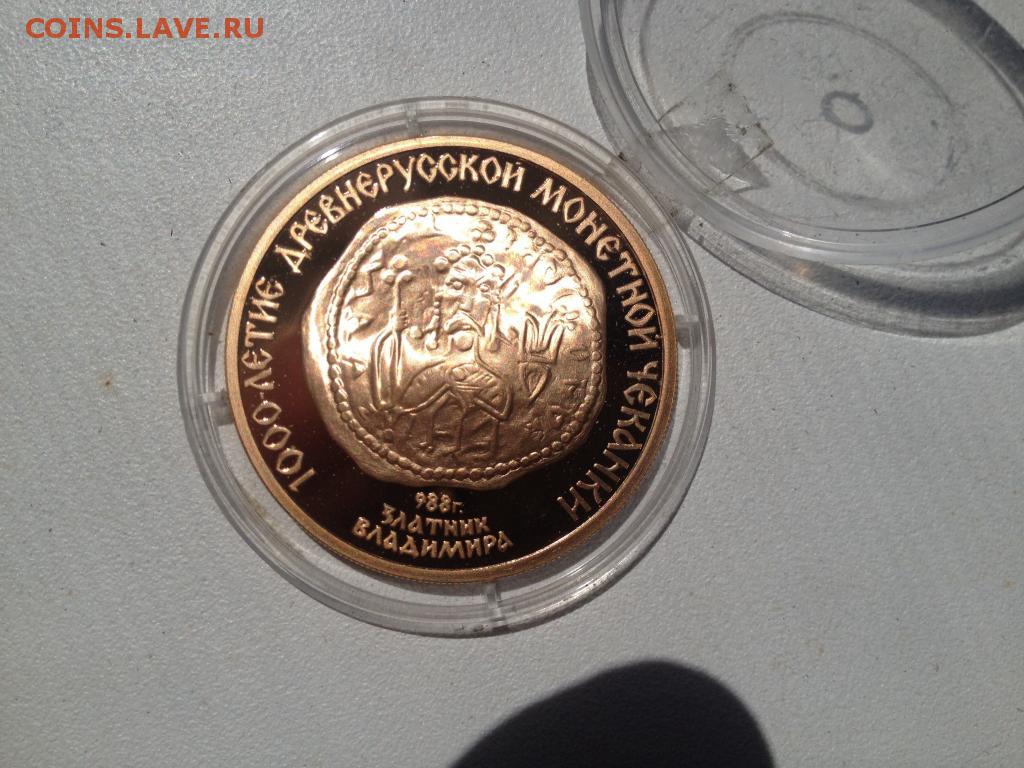 COINS.LAVE.RU
1000-ЛЕТИЕ ДРЕВНЕРУССКОЙ МОНЕТНОЙ ЧЕКАНКИ
988г.
ЗЛАТНИК
ВЛАДИМИРА